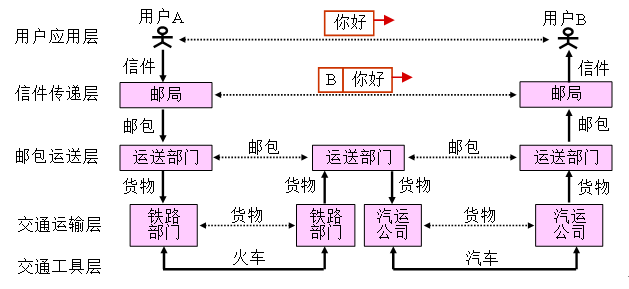 用户A
用户B
用户应用层
你好
信件
信件
信件传递层
邮局
B 你好
邮局
邮包
邮包
邮包运送层
运送部门
邮包
运送部门
邮包
运送部门
货物
货物
货物
货物
交通运输层
铁路
部门
货物
铁路
部门
汽运
公司
货物
汽运
公司
交通工具层
火车
汽车